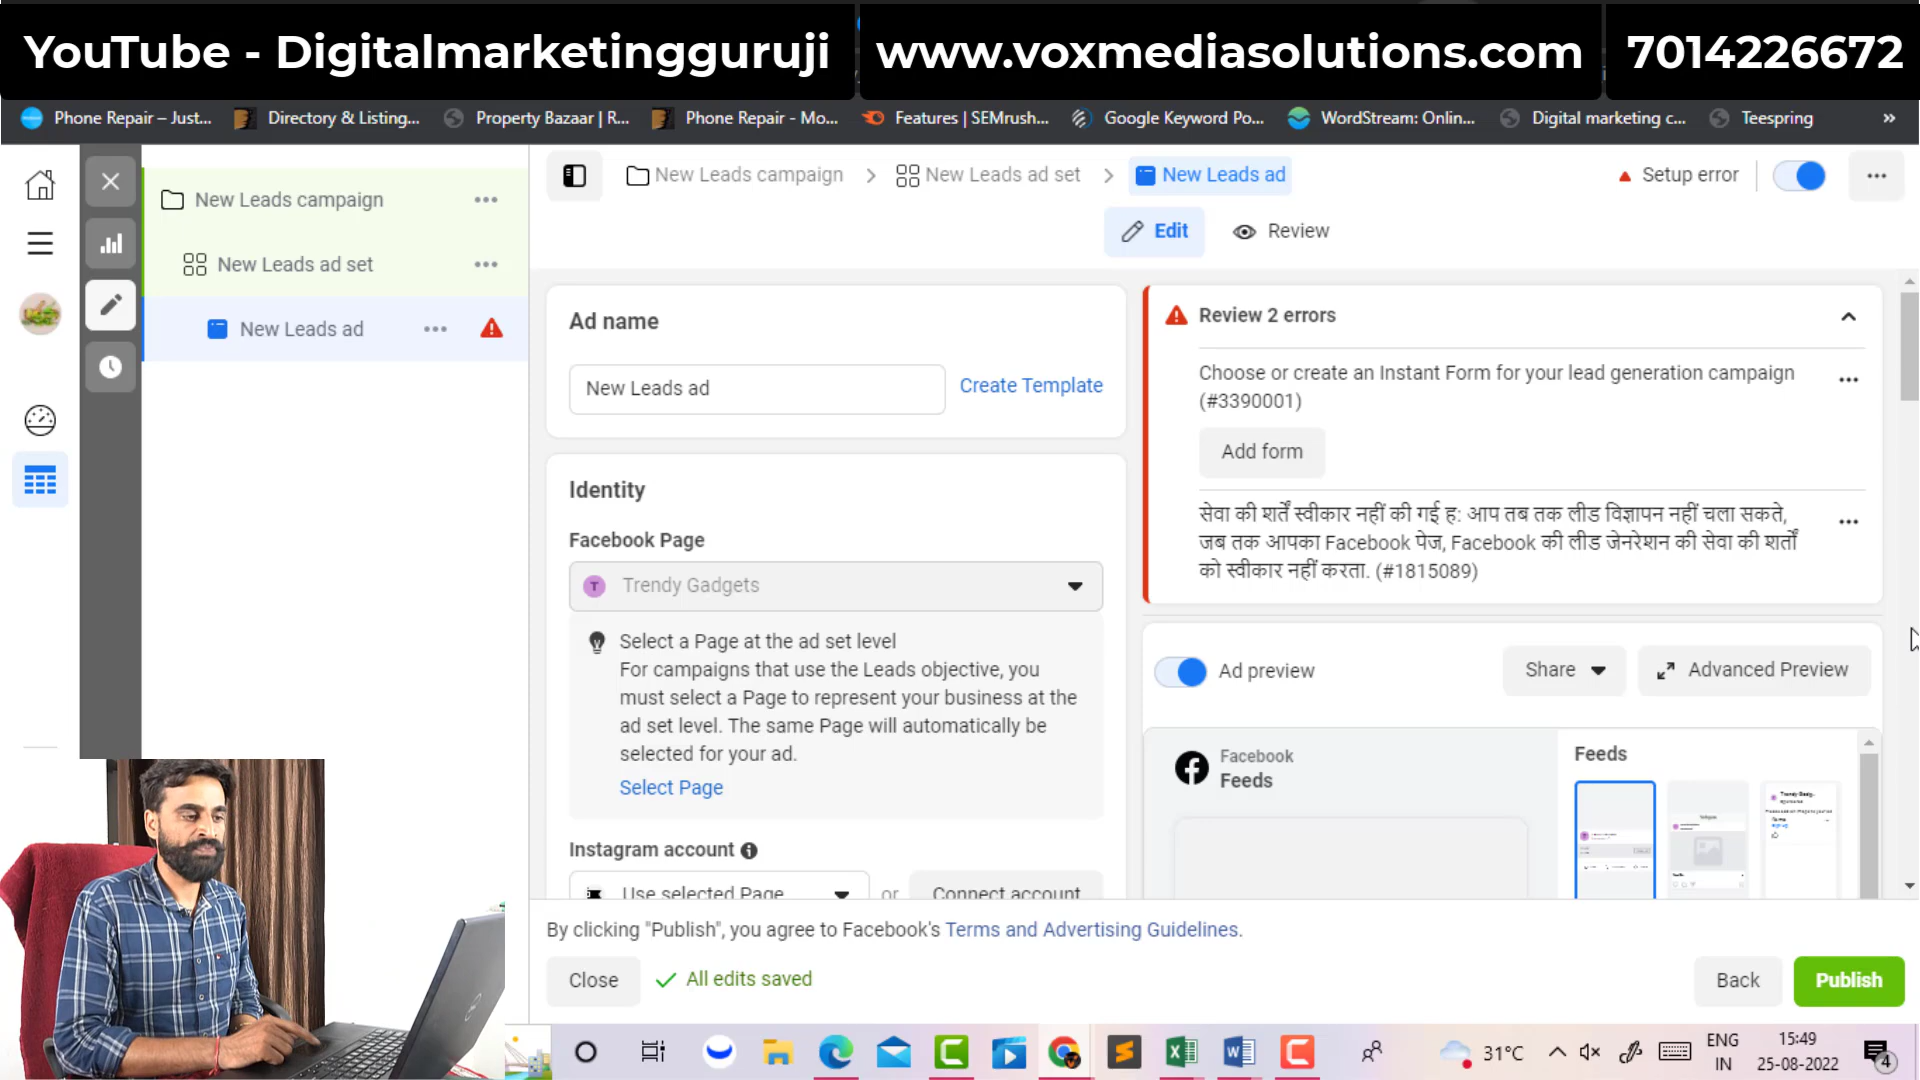 YouTube - Digitalmarketingguruji
www.voxmediasolutions.com
7014226672
Phone Repair – Just...
Directory & Listing...
Property Bazaar | R...
Phone Repair - Mo...
Features | SEMrush...
Google Keyword Po...
WordStream: Onlin...
Digital marketing c...
Teespring
»
New Leads campaign
New Leads ad set
New Leads ad
New Leads campaign > New Leads ad set > New Leads ad
Setup error
Edit
Review
Ad name
New Leads ad
Create Template
Identity
Facebook Page
T Trendy Gadgets
Select a Page at the ad set level
For campaigns that use the Leads objective, you
must select a Page to represent your business at the
ad set level. The same Page will automatically be
selected for your ad.
Select Page
Instagram account
Use selected Page
or
Connect account
Review 2 errors
Choose or create an Instant Form for your lead generation campaign
(#3390001)
Add form
सेवा की शर्तें स्वीकार नहीं की गई ह: आप तब तक लीड विज्ञापन नहीं चला सकते,
जब तक आपका Facebook पेज, Facebook की लीड जेनरेशन की सेवा की शर्तों
को स्वीकार नहीं करता. (#1815089)
Ad preview
Share
Advanced Preview
Facebook
Feeds
Feeds
By clicking "Publish", you agree to Facebook's Terms and Advertising Guidelines.
Close
All edits saved
Back
Publish
31°C
ENG
IN
15:49
25-08-2022
4